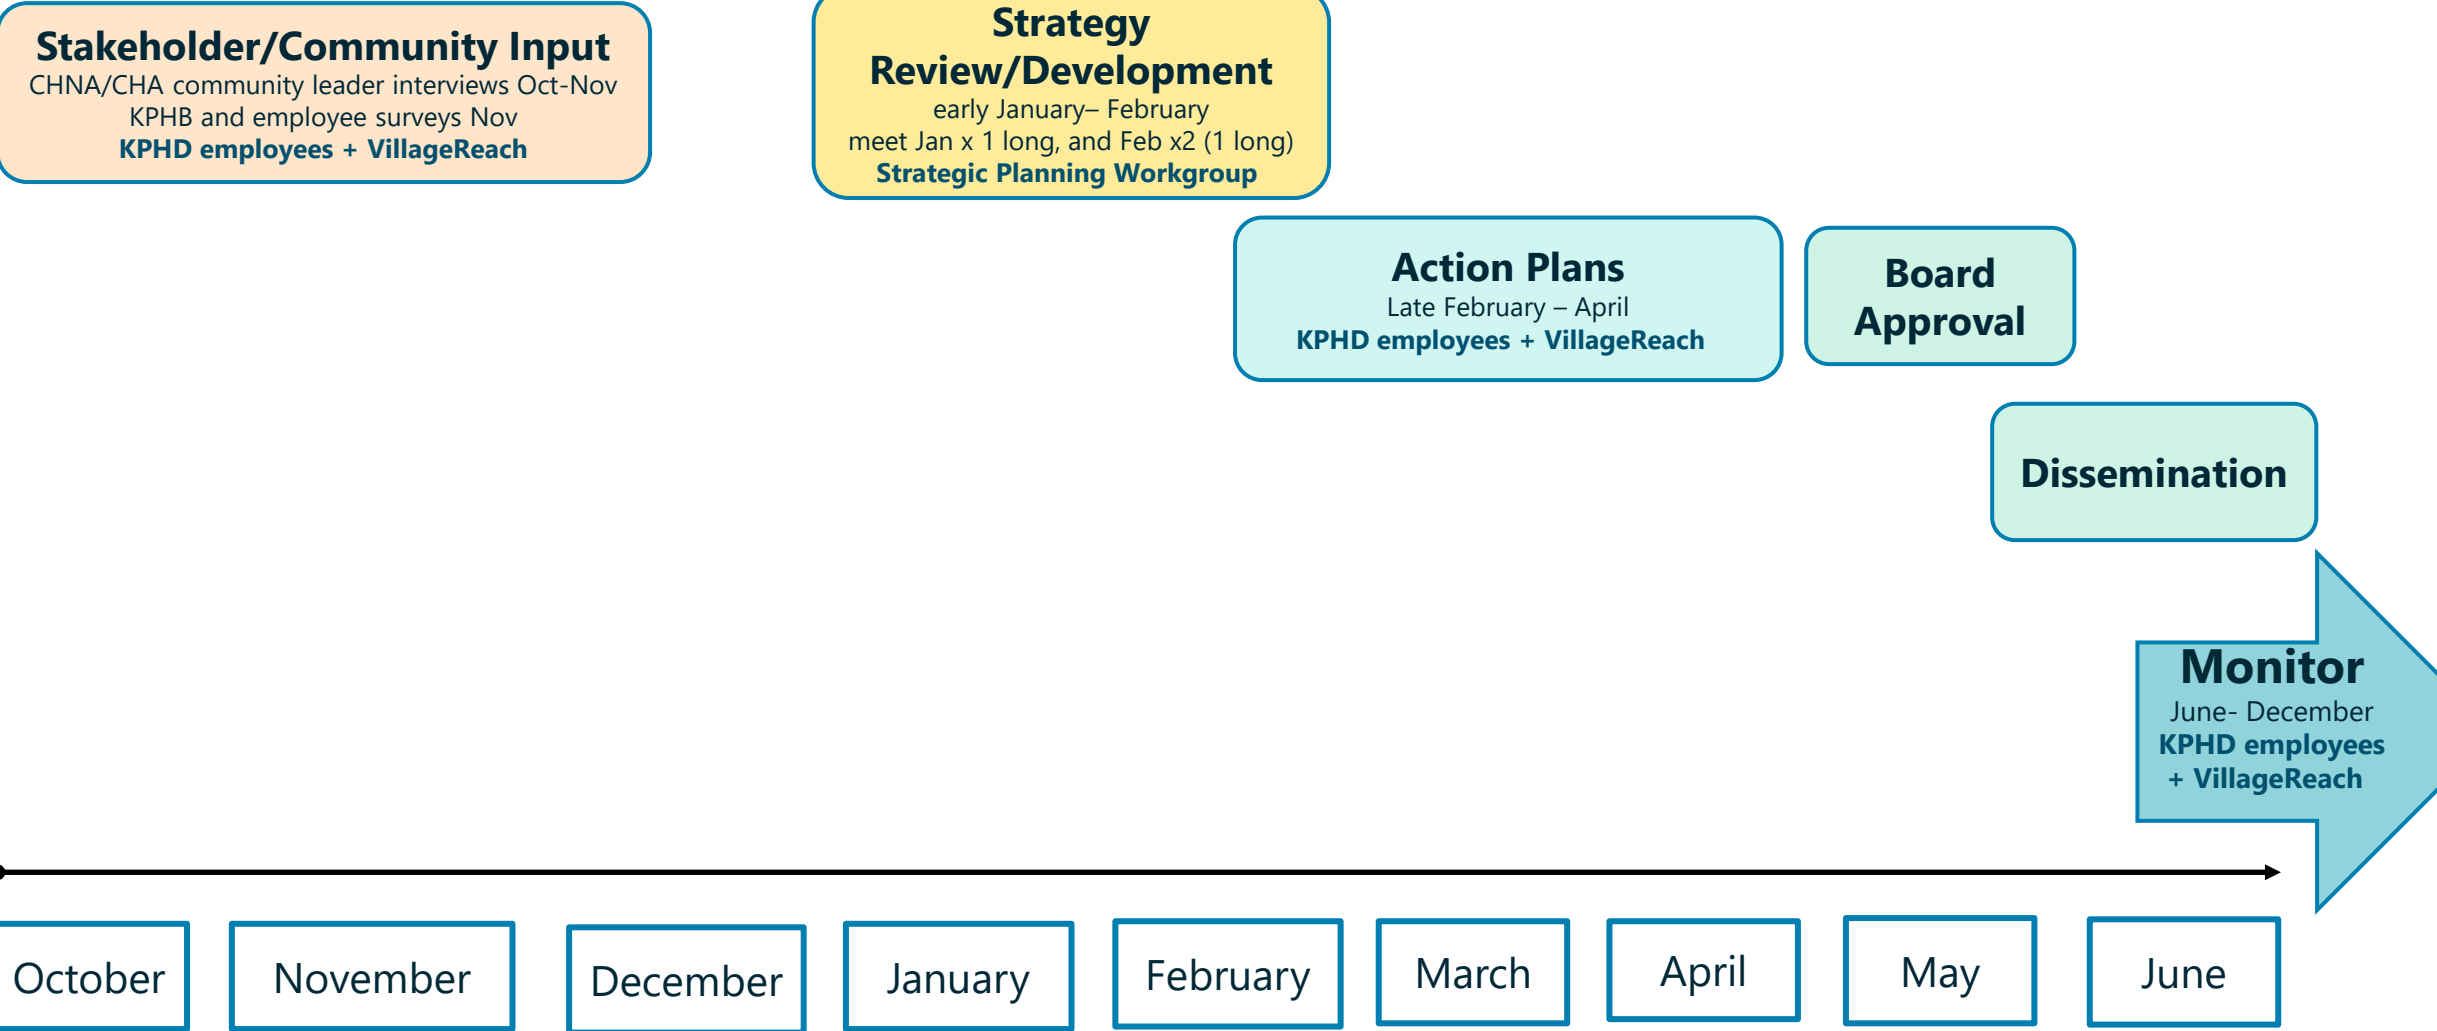 Stakeholder/Community Input
CHNA/CHA community leader interviews Oct-Nov
KPHB and employee surveys Nov
KPHD employees + VillageReach
Strategy
Review/Development
early January– February
meet Jan x 1 long, and Feb x2 (1 long)
Strategic Planning Workgroup
Action Plans
Late February – April
KPHD employees + VillageReach
Board
Approval
Dissemination
Monitor
June- December
KPHD employees
+ VillageReach
October
November
December
January
February
March
April
May
June